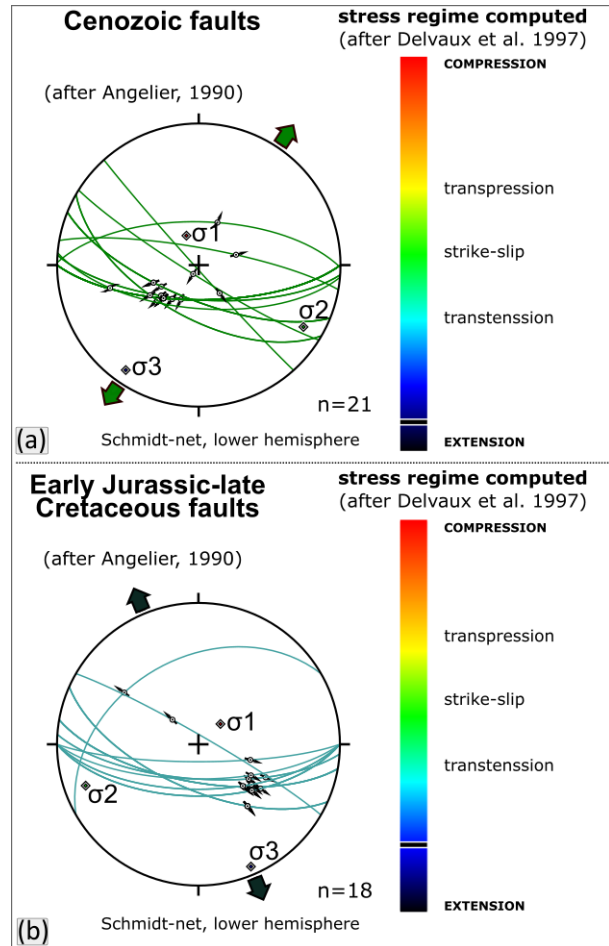 Cenozoic faults
stress regime computed
(after Delvaux et al. 1997)
(after Angelier, 1990)
COMPRESSION
transpression
strike-slip
transtenssion
EXTENSION
σ1
σ2
σ3
n=21
(a)
Schmidt-net, lower hemisphere
Early Jurassic-late
Cretaceous faults
stress regime computed
(after Delvaux et al. 1997)
(after Angelier, 1990)
COMPRESSION
transpression
strike-slip
transtenssion
EXTENSION
σ1
σ2
σ3
n=18
(b)
Schmidt-net, lower hemisphere